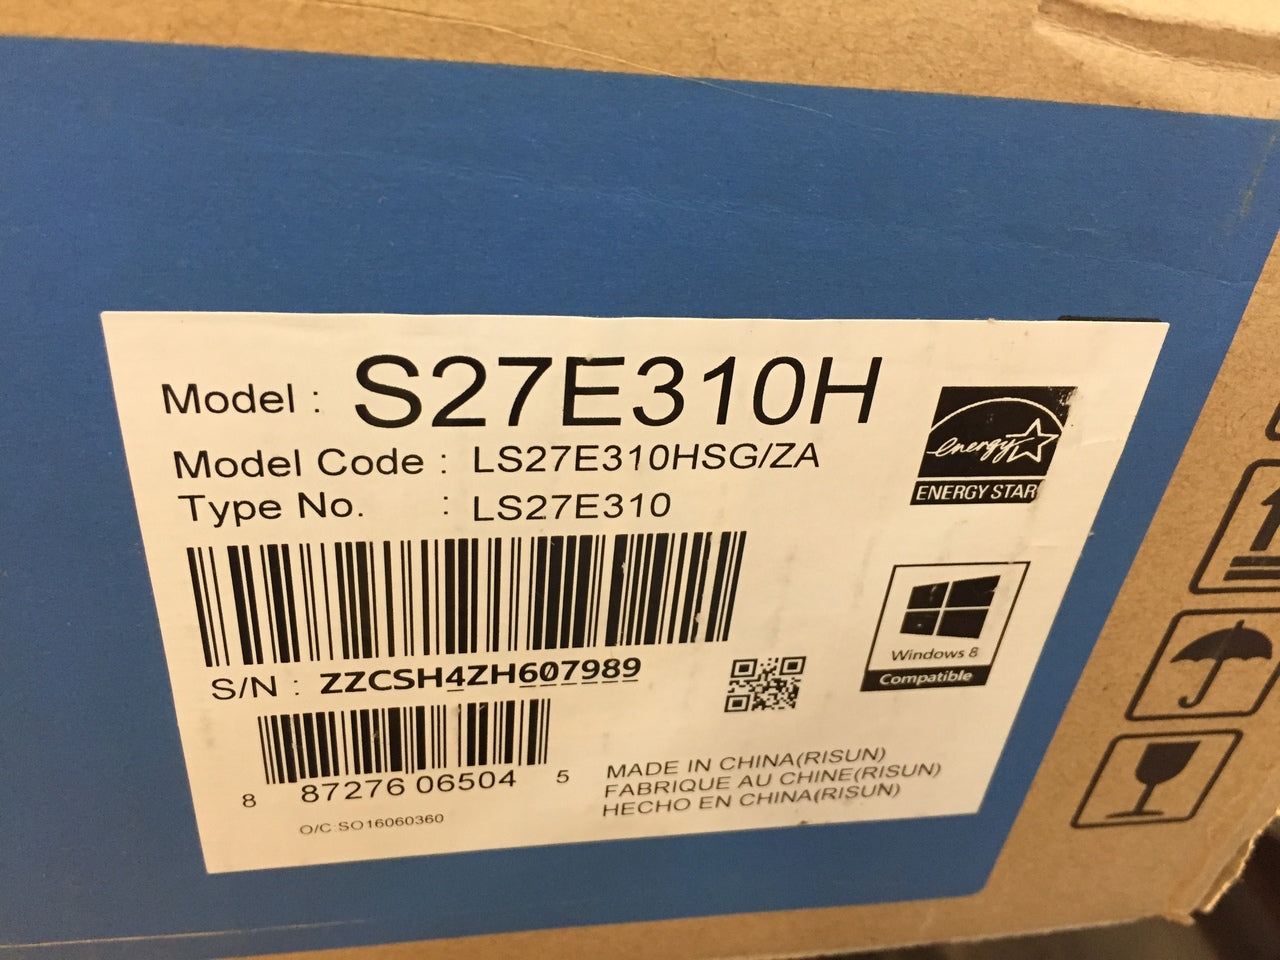 Model : S27E310H
Model Code : LS27E310HSG/ZA
Type No. : LS27E310
energy
ENERGY STAR
S/N : ZZCSH4ZH607989
Windows 8
Compatible
8 87276 06504 5
MADE IN CHINA(RISUN)
FABRIQUE AU CHINE(RISUN)
HECHO EN CHINA(RISUN)
O/C:SO16060360